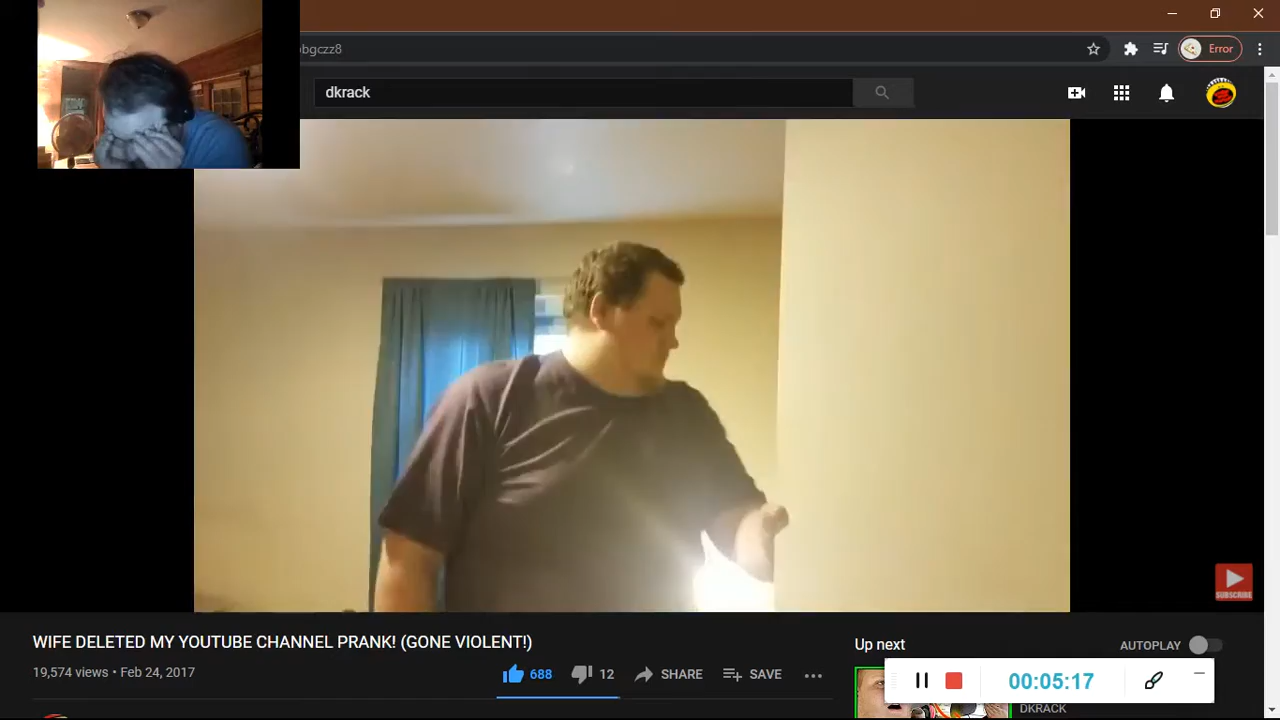 bgczz8
Error
dkrack
SUBSCRIBE
WIFE DELETED MY YOUTUBE CHANNEL PRANK! (GONE VIOLENT!)
19,574 views • Feb 24, 2017
688
12
SHARE
SAVE
Up next
AUTOPLAY
00:05:17
DKRACK